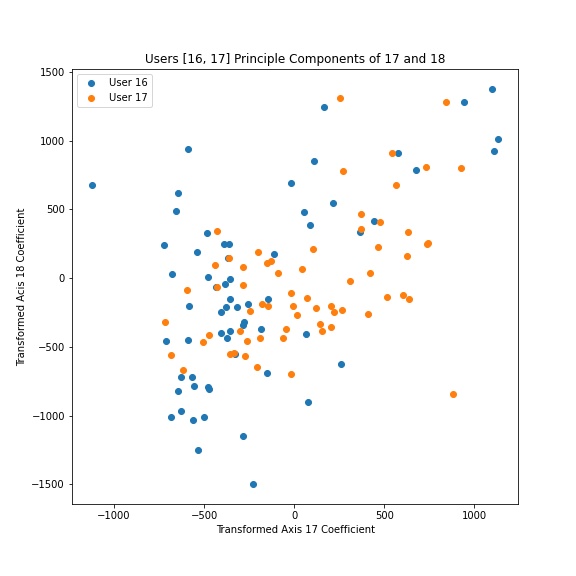 Users [16, 17] Principle Components of 17 and 18
User 16
User 17
1500
1000
500
0
−500
−1000
−1500
Transformed Acis 18 Coefficient
−1000
−500
0
500
1000
Transformed Axis 17 Coefficient